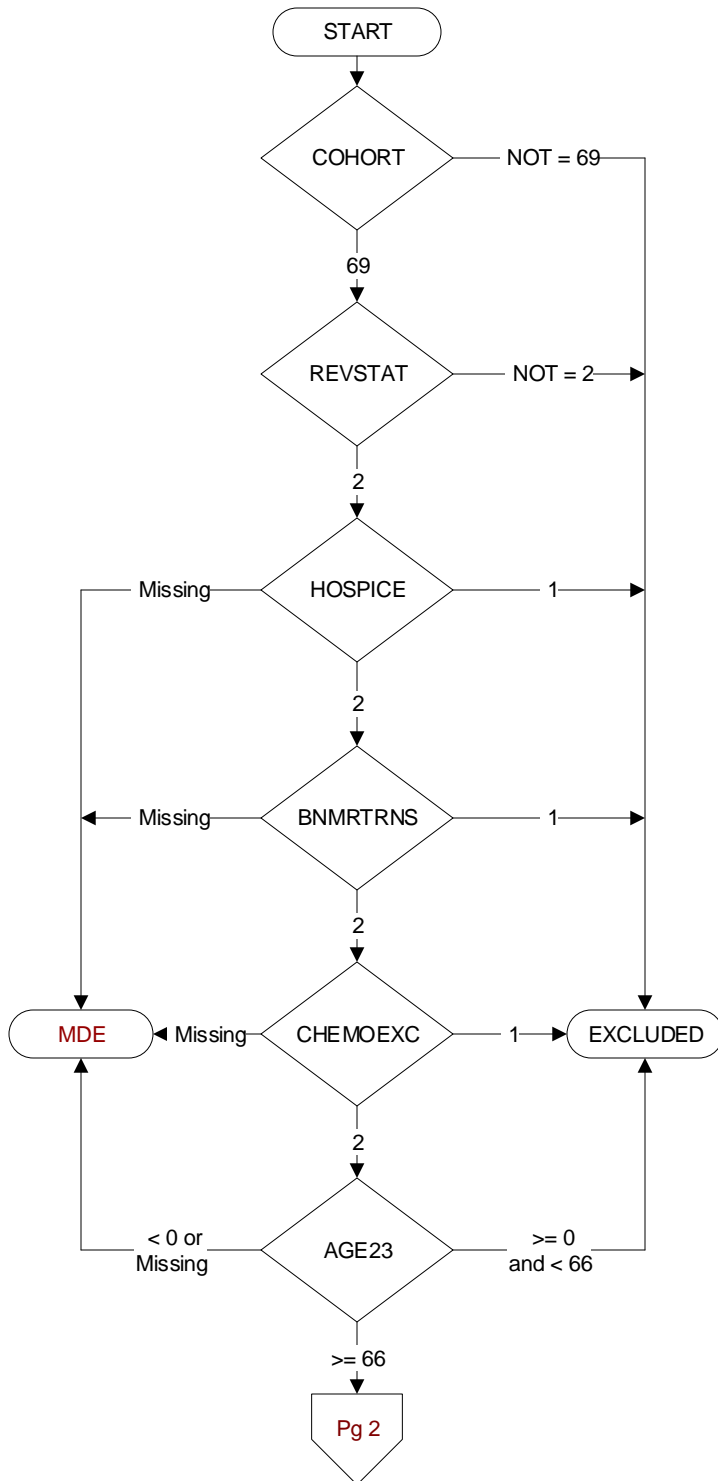 START
COHORT
NOT = 69
69
REVSTAT
NOT = 2
2
Missing
HOSPICE
1
2
Missing
BNMRTRNS
1
2
MDE
Missing
CHEMOEXC
1
EXCLUDED
2
< 0 or
Missing
AGE23
>= 0
and < 66
>= 66
Pg 2